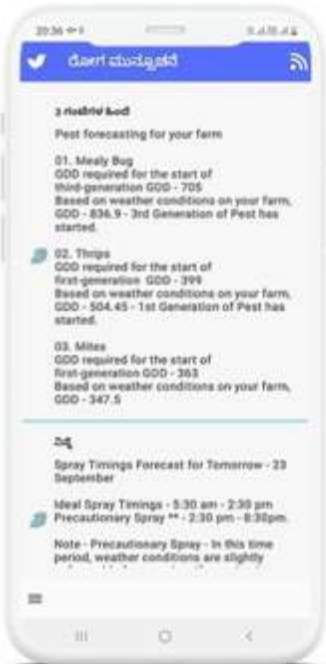 20:36
ರೋಗ ಮುನ್ಸೂಚನೆ
3 ಗಂಟೆಗಳ ಹಿಂದೆ
Pest forecasting for your farm
01. Mealy Bug
GDD required for the start of
third-generation GDD - 705
Based on weather conditions on your farm,
GDD - 836.9 - 3rd Generation of Pest has
started.
02. Thrips
GDD required for the start of
first-generation GDD - 399
Based on weather conditions on your farm,
GDD - 504.45 - 1st Generation of Pest has
started.
03. Mites
GDD required for the start of
first-generation GDD - 363
Based on weather conditions on your farm,
GDD - 347.5
ನಿನ್ನೆ
Spray Timings Forecast for Tomorrow - 23
September
Ideal Spray Timings - 5:30 am - 2:30 pm
Precautionary Spray ** - 2:30 pm - 8:30pm.
Note - Precautionary Spray - In this time
period, weather conditions are slightly